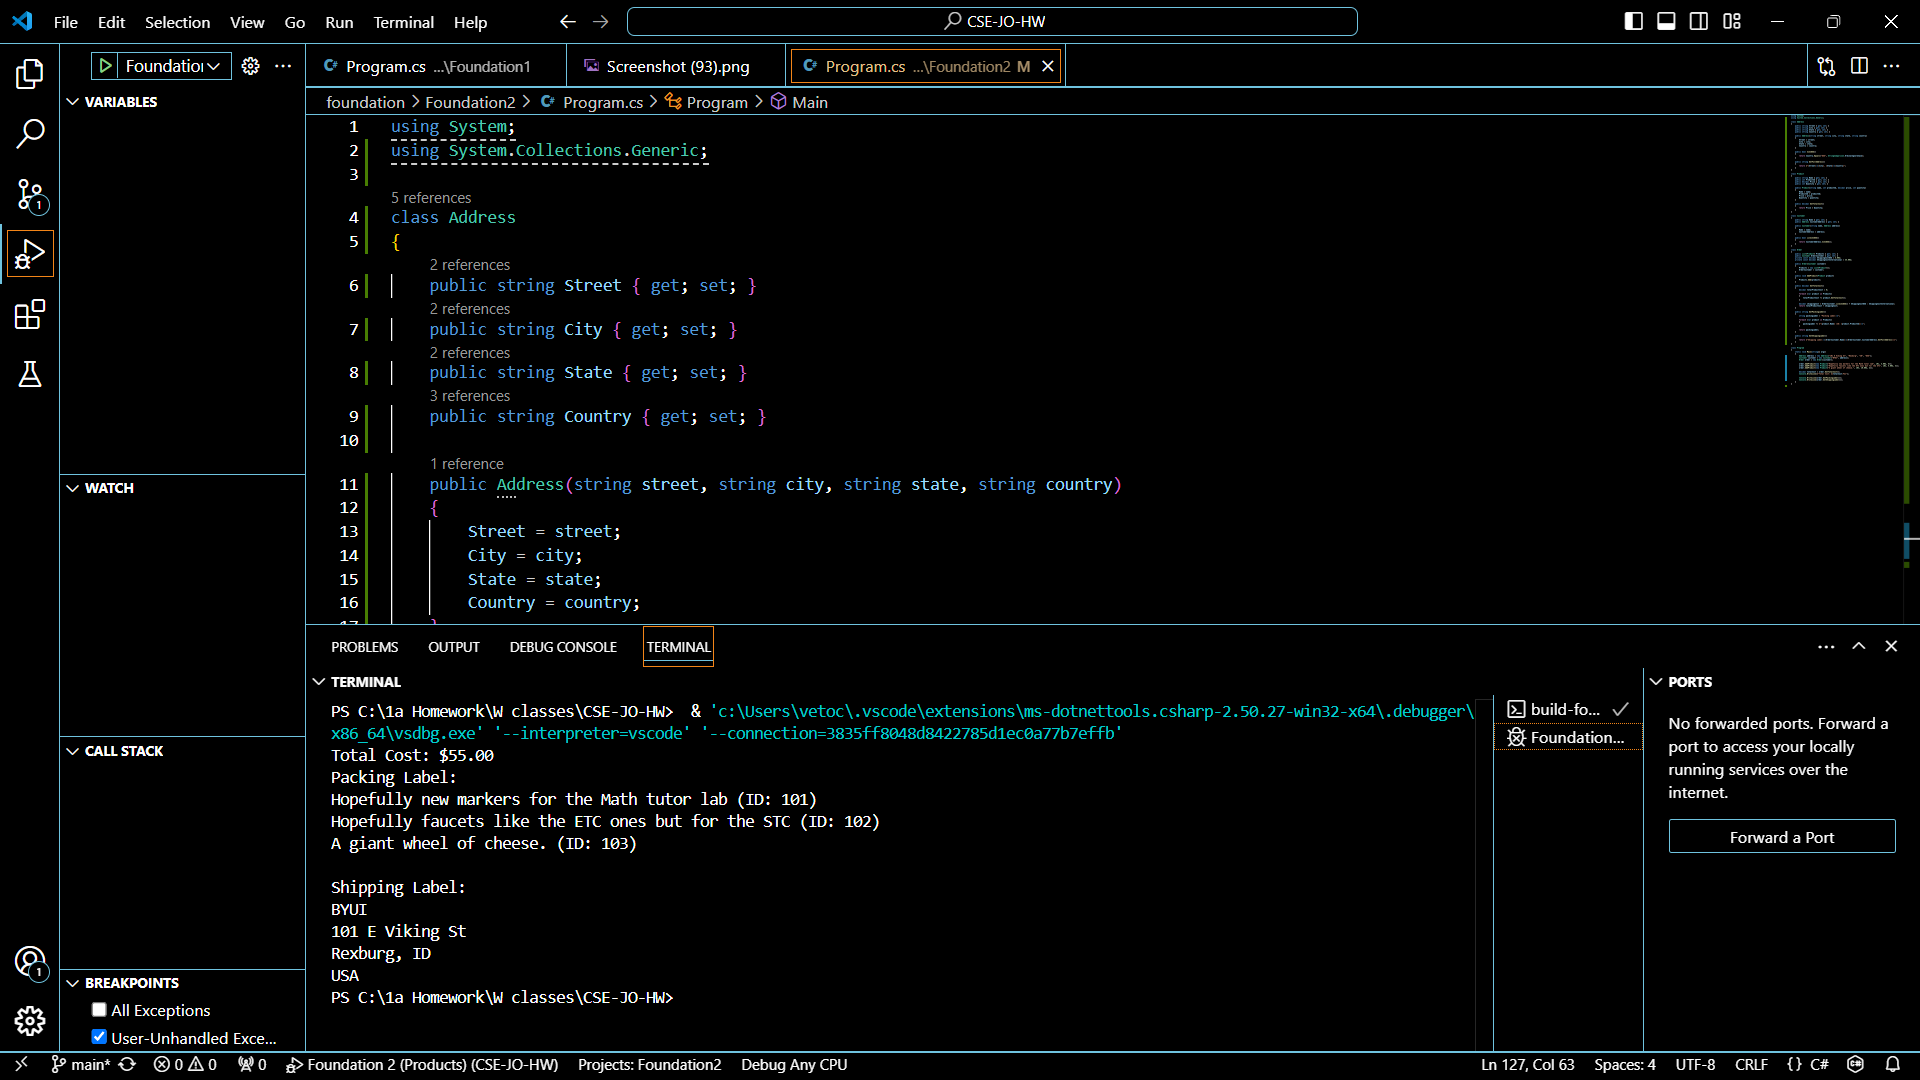 File Edit Selection View Go Run Terminal Help
CSE-JO-HW
Foundation
Program.cs ...\Foundation1
Screenshot (93).png
Program.cs ...\Foundation2 M
foundation > Foundation2 > Program.cs > Program > Main
VARIABLES
WATCH
CALL STACK
BREAKPOINTS
All Exceptions
User-Unhandled Exce...
1
1
1 using System;
2 using System.Collections.Generic;
3
5 references
4 class Address
5 {
2 references
6 public string Street { get; set; }
2 references
7 public string City { get; set; }
2 references
8 public string State { get; set; }
3 references
9 public string Country { get; set; }
10
1 reference
11 public Address(string street, string city, string state, string country)
12 {
13 Street = street;
14 City = city;
15 State = state;
16 Country = country;
17 }
PROBLEMS OUTPUT DEBUG CONSOLE TERMINAL
TERMINAL
PS C:\1a Homework\W classes\CSE-JO-HW> & 'c:\Users\vetoc\.vscode\extensions\ms-dotnettools.csharp-2.50.27-win32-x64\.debugger\
x86_64\vsdbg.exe' '--interpreter=vscode' '--connection=3835ff8048d8422785d1ec0a77b7effb'
Total Cost: $55.00
Packing Label:
Hopefully new markers for the Math tutor lab (ID: 101)
Hopefully faucets like the ETC ones but for the STC (ID: 102)
A giant wheel of cheese. (ID: 103)
Shipping Label:
BYUI
101 E Viking St
Rexburg, ID
USA
PS C:\1a Homework\W classes\CSE-JO-HW>
build-fo...
Foundation...
PORTS
No forwarded ports. Forward a
port to access your locally
running services over the
internet.
Forward a Port
main* 0 0 0 Foundation 2 (Products) (CSE-JO-HW) Projects: Foundation2 Debug Any CPU Ln 127, Col 63 Spaces: 4 UTF-8 CRLF {} C#